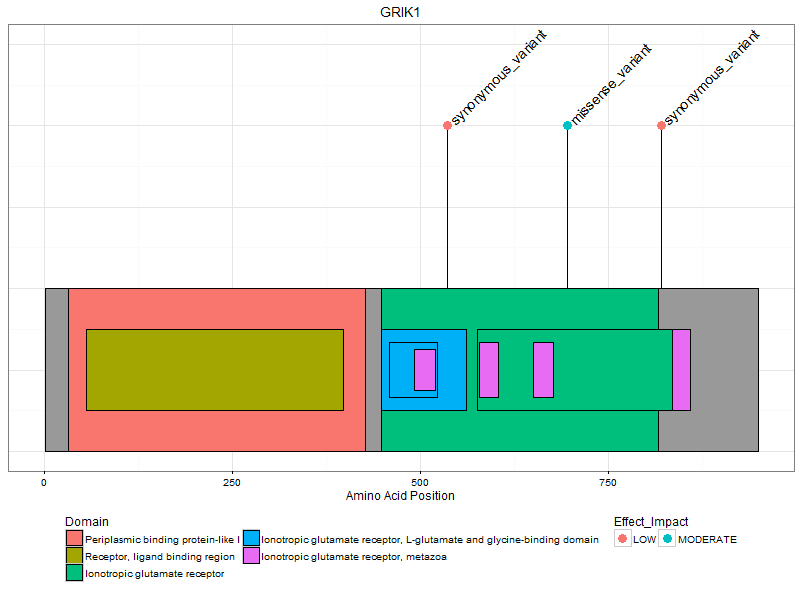 GRIK1
synonymous_variant
missense_variant
synonymous_variant
0
250
500
750
Amino Acid Position
Domain
Periplasmic binding protein-like I
Receptor, ligand binding region
Ionotropic glutamate receptor
Ionotropic glutamate receptor, L-glutamate and glycine-binding domain
Ionotropic glutamate receptor, metazoa
Effect_Impact
LOW
MODERATE